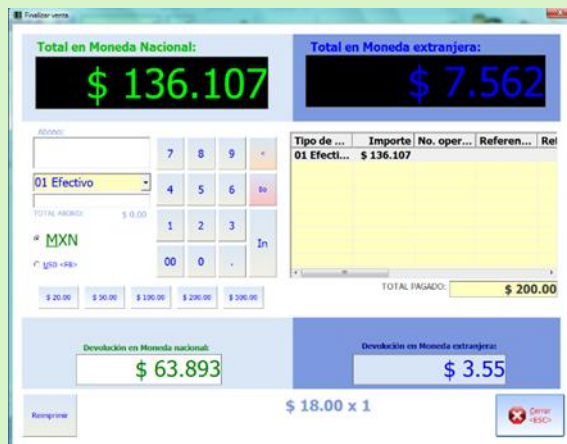 Finalizar venta
Total en Moneda Nacional:
$ 136.107
Total en Moneda extranjera:
$ 7.562
ABONO:
7 8 9
01 Efectivo
4 5 6
TOTAL ABONO: $ 0.00
1 2 3
MXN
In
USD <F8>
00 0 .
$ 20.00 $ 50.00 $ 100.00 $ 200.00 $ 500.00
Tipo de ... Importe No. oper... Referen...
01 Efecti... $ 136.107
TOTAL PAGADO: $ 200.00
Devolución en Moneda nacional:
$ 63.893
Devolución en Moneda extranjera:
$ 3.55
Reimprimir
$ 18.00 x 1
Cerrar
<ESC>